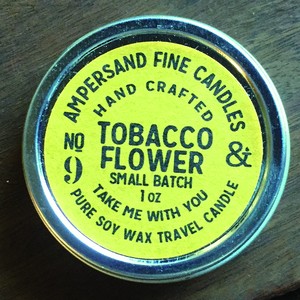 AMPERSAND FINE CANDLES
HAND CRAFTED
NO
9
TOBACCO
FLOWER
&
SMALL BATCH
1 oz
TAKE ME WITH YOU
PURE SOY WAX TRAVEL CANDLE